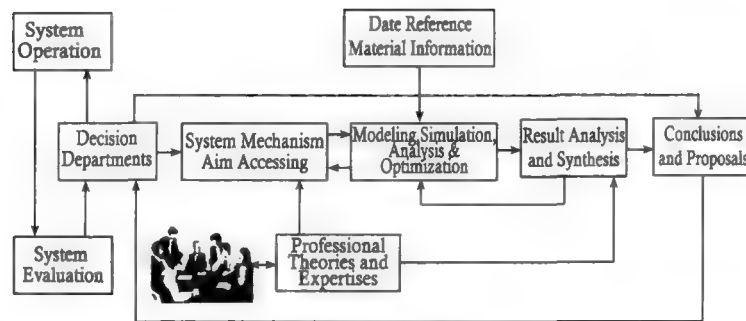 System
Operation
Date Reference
Material Information
Decision
Departments
System Mechanism
Aim Accessing
Modeling, Simulation,
Analysis &
Optimization
Result Analysis
and Synthesis
Conclusions
and Proposals
System
Evaluation
Professional
Theories and
Expertises